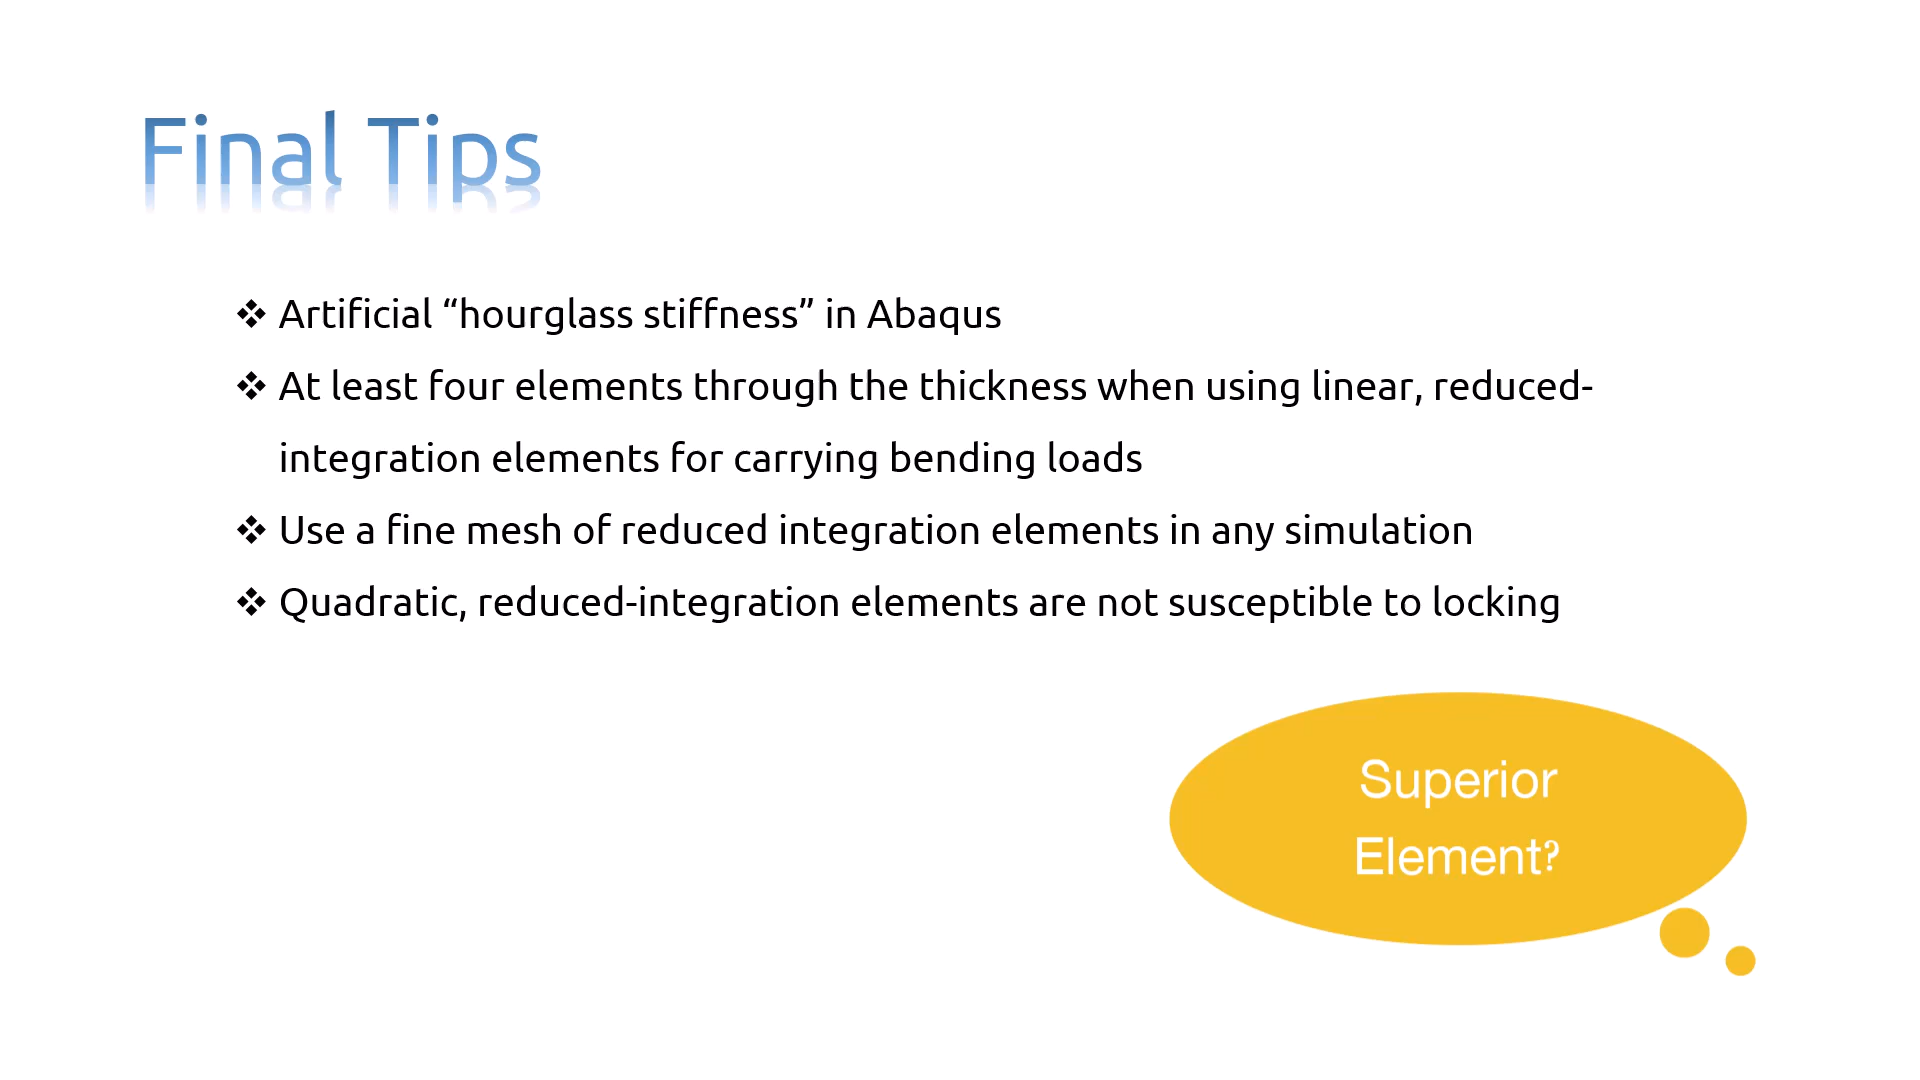 Final Tips
❖ Artificial “hourglass stiffness” in Abaqus
❖ At least four elements through the thickness when using linear, reduced-
integration elements for carrying bending loads
❖ Use a fine mesh of reduced integration elements in any simulation
❖ Quadratic, reduced-integration elements are not susceptible to locking
Superior
Element?